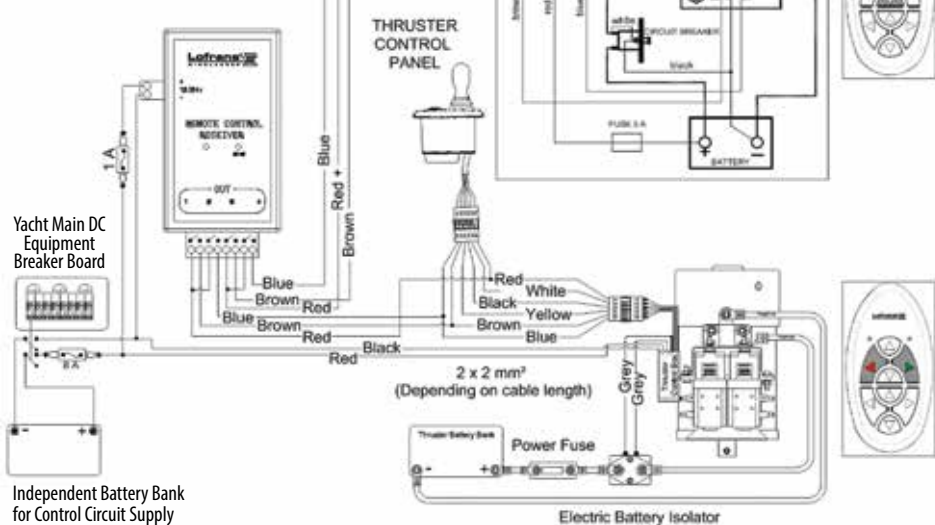 THRUSTER
CONTROL
PANEL
Lofrans
REMOTE CONTROL
RECEIVER
OUT
1 A
Blue
Red +
Brown
white
CIRCUIT BREAKER
black
FUSE 5 A
BATTERY
Yacht Main DC
Equipment
Breaker Board
8 A
Blue
Brown
Red
Blue
Brown
Red
Black
Red
Red
White
Black
Yellow
Brown
Blue
2 x 2 mm²
(Depending on cable length)
Grey
Grey
Thruster Battery Bank
- +
Power Fuse
Electric Battery Isolator
- +
Independent Battery Bank
for Control Circuit Supply